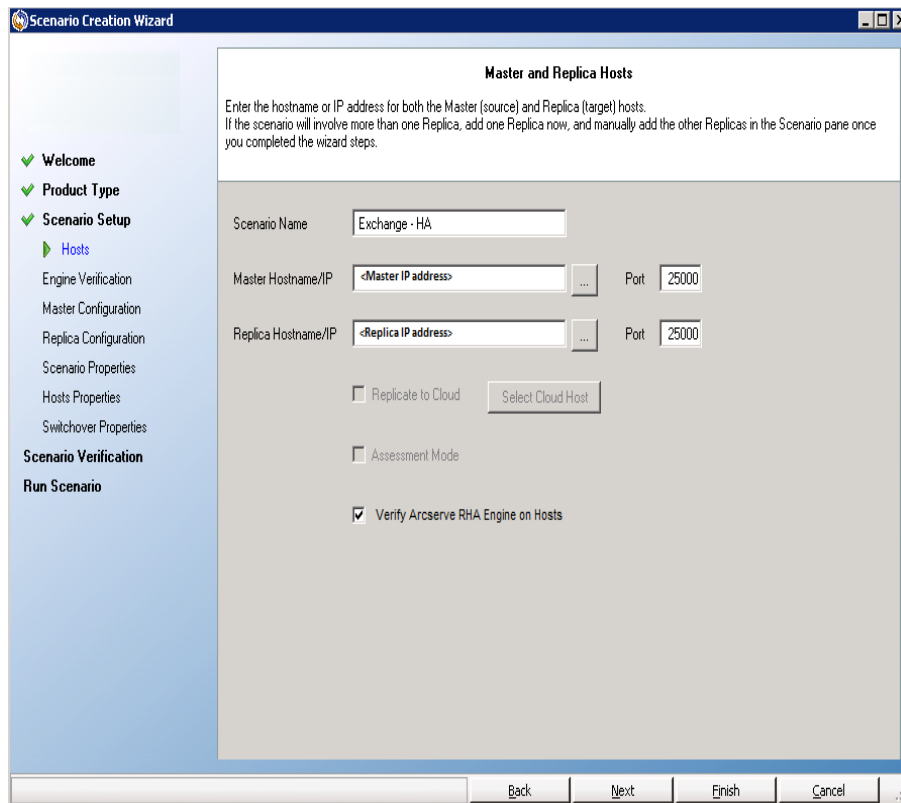 Scenario Creation Wizard
Master and Replica Hosts
Enter the hostname or IP address for both the Master (source) and Replica (target) hosts.
If the scenario will involve more than one Replica, add one Replica now, and manually add the other Replicas in the Scenario pane once
you completed the wizard steps.
Welcome
Product Type
Scenario Setup
Hosts
Engine Verification
Master Configuration
Replica Configuration
Scenario Properties
Hosts Properties
Switchover Properties
Scenario Verification
Run Scenario
Scenario Name Exchange - HA
Master Hostname/IP <Master IP address> ... Port 25000
Replica Hostname/IP <Replica IP address> ... Port 25000
Replicate to Cloud Select Cloud Host
Assessment Mode
Verify Arcserve RHA Engine on Hosts
Back Next Finish Cancel